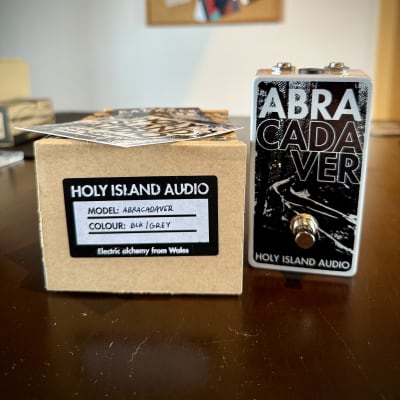 HOLY ISLAND AUDIO
MODEL: ABRACADAVER
COLOUR: BLK/GREY
Electric alchemy from Wales
ABRA
CADA
VER
HOLY ISLAND AUDIO